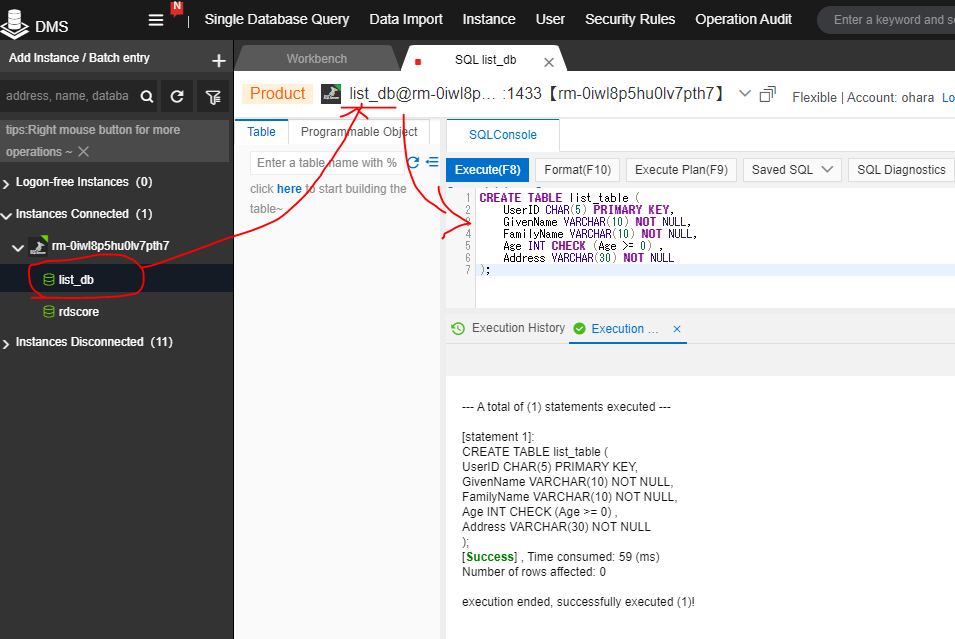 DMS
N
Single Database Query Data Import Instance User Security Rules Operation Audit
Enter a keyword and s
Add Instance / Batch entry +
address, name, databa
tips:Right mouse button for more
operations ~
Logon-free Instances (0)
Instances Connected (1)
rm-0iwl8p5hu0lv7pth7
list_db
rdscore
Instances Disconnected (11)
Workbench
SQL list_db
Product list_db@rm-0iwl8p... :1433【rm-0iwl8p5hu0lv7pth7】
Flexible | Account: ohara Lo
Table Programmable Object
Enter a table name with %
click here to start building the
table~
SQLConsole
Execute(F8) Format(F10) Execute Plan(F9) Saved SQL SQL Diagnostics
1 CREATE TABLE list_table (
2 UserID CHAR(5) PRIMARY KEY,
3 GivenName VARCHAR(10) NOT NULL,
4 FamilyName VARCHAR(10) NOT NULL,
5 Age INT CHECK (Age >= 0) ,
6 Address VARCHAR(30) NOT NULL
7 );
Execution History Execution ...
--- A total of (1) statements executed ---
[statement 1]:
CREATE TABLE list_table (
UserID CHAR(5) PRIMARY KEY,
GivenName VARCHAR(10) NOT NULL,
FamilyName VARCHAR(10) NOT NULL,
Age INT CHECK (Age >= 0) ,
Address VARCHAR(30) NOT NULL
);
[Success] , Time consumed: 59 (ms)
Number of rows affected: 0
execution ended, successfully executed (1)!